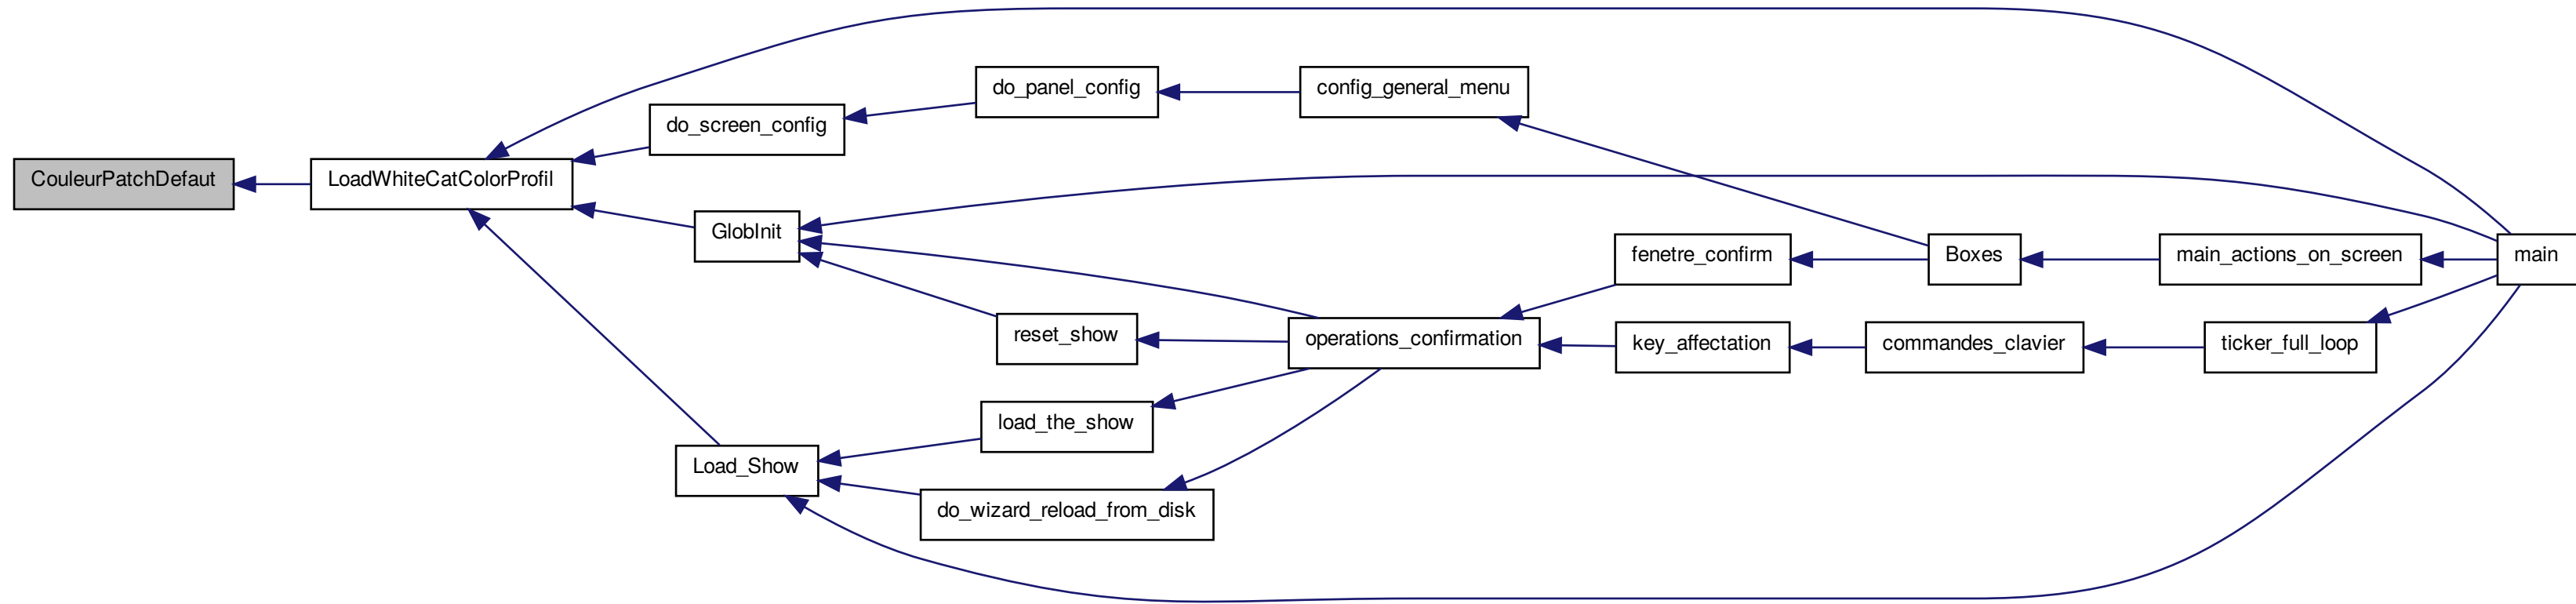 CouleurPatchDefaut
LoadWhiteCatColorProfil
do_screen_config
do_panel_config
config_general_menu
GlobInit
reset_show
operations_confirmation
fenetre_confirm
Boxes
main_actions_on_screen
main
key_affectation
commandes_clavier
ticker_full_loop
load_the_show
Load_Show
do_wizard_reload_from_disk